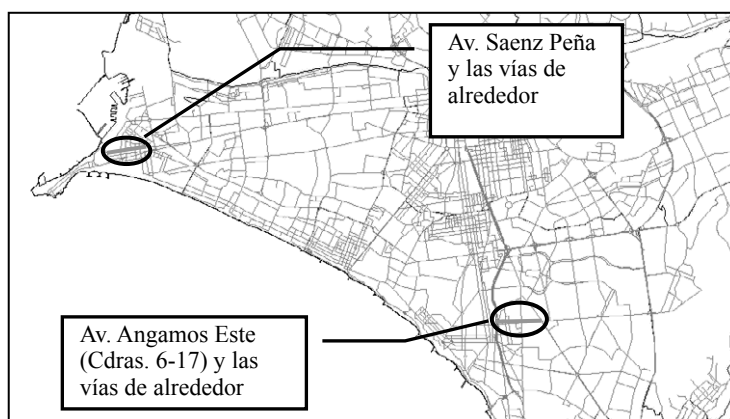 Av. Saenz Peña
y las vías de
alrededor
Av. Angamos Este
(Cdras. 6-17) y las
vías de alrededor